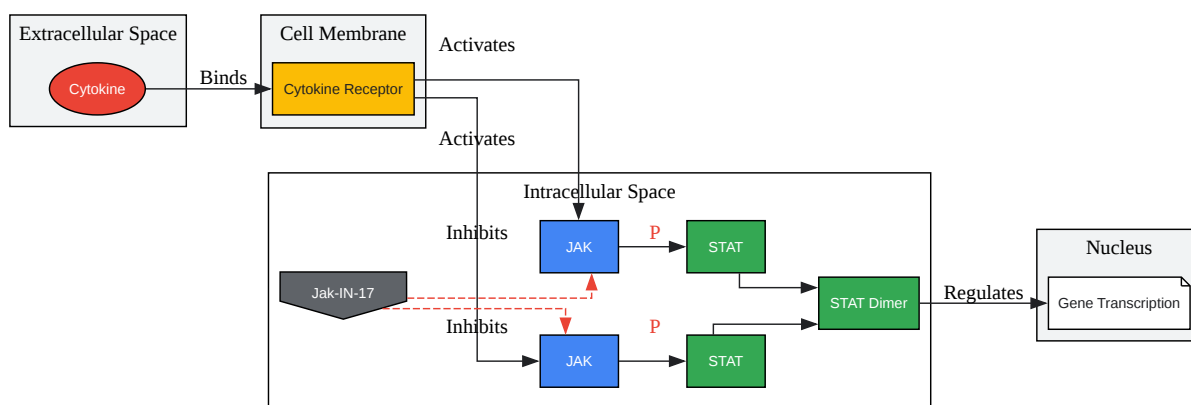 Extracellular Space
Cytokine
Binds
Cell Membrane
Cytokine Receptor
Activates
Activates
Intracellular Space
Inhibits
JAK
P
STAT
Jak-IN-17
STAT Dimer
Inhibits
JAK
P
STAT
Regulates
Nucleus
Gene Transcription